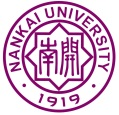 NANKAI UNIVERSITY
南開
· 1919 ·